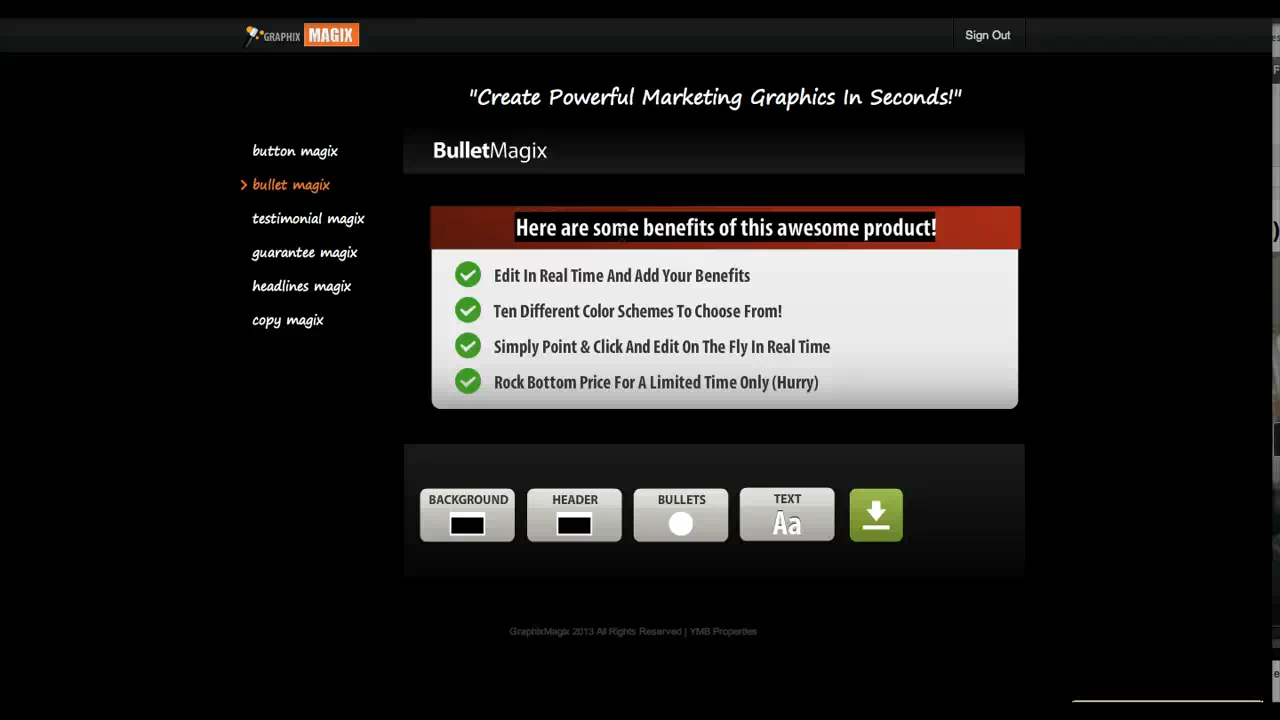 GRAPHIX MAGIX
Sign Out
"Create Powerful Marketing Graphics In Seconds!"
button magix
bullet magix
testimonial magix
guarantee magix
headlines magix
copy magix
BulletMagix
Here are some benefits of this awesome product!
Edit In Real Time And Add Your Benefits
Ten Different Color Schemes To Choose From!
Simply Point & Click And Edit On The Fly In Real Time
Rock Bottom Price For A Limited Time Only (Hurry)
BACKGROUND
HEADER
BULLETS
TEXT
Aa
GraphixMagix 2013 All Rights Reserved | YMB Properties